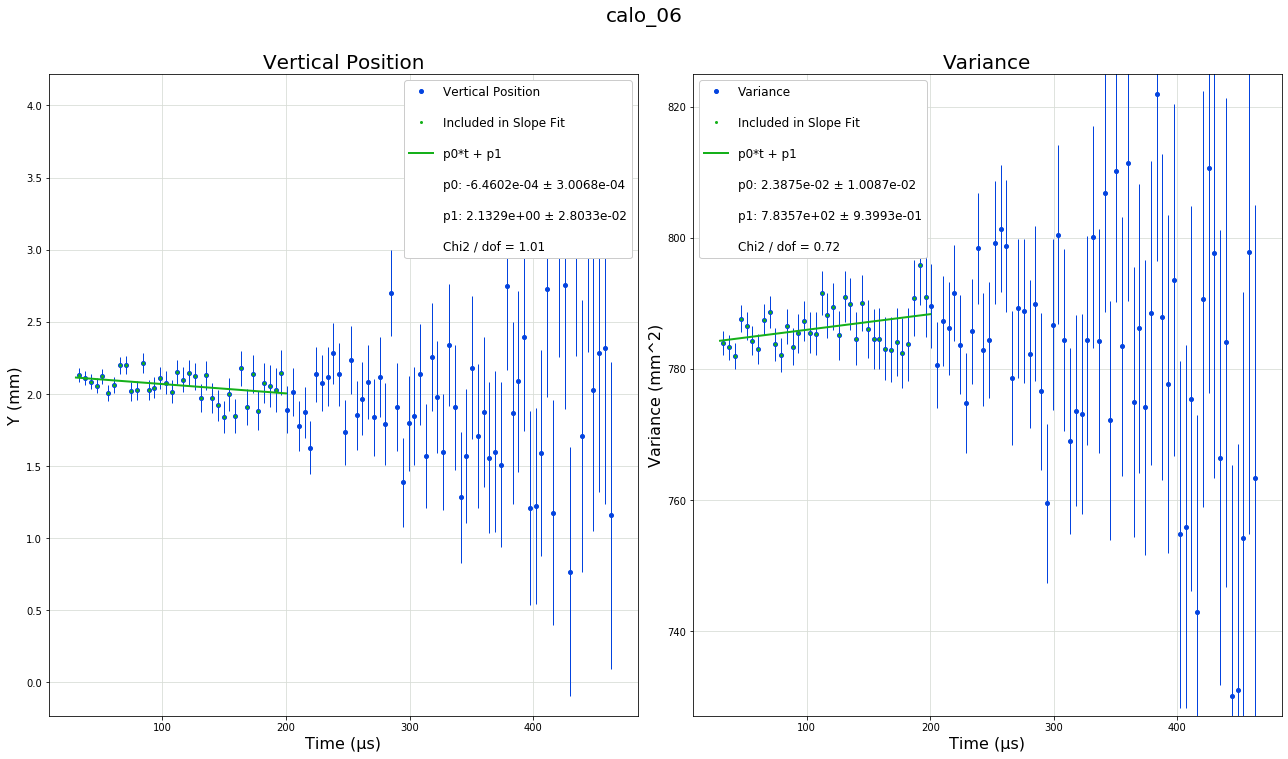 calo_06
Vertical Position
Vertical Position
Included in Slope Fit
p0*t + p1
p0: -6.4602e-04 ± 3.0068e-04
p1: 2.1329e+00 ± 2.8033e-02
Chi2 / dof = 1.01
4.0
3.5
3.0
2.5
2.0
1.5
1.0
0.5
0.0
Y (mm)
100
200
300
400
Time (µs)
Variance
Variance
Included in Slope Fit
p0*t + p1
p0: 2.3875e-02 ± 1.0087e-02
p1: 7.8357e+02 ± 9.3993e-01
Chi2 / dof = 0.72
820
800
780
760
740
Variance (mm^2)
100
200
300
400
Time (µs)